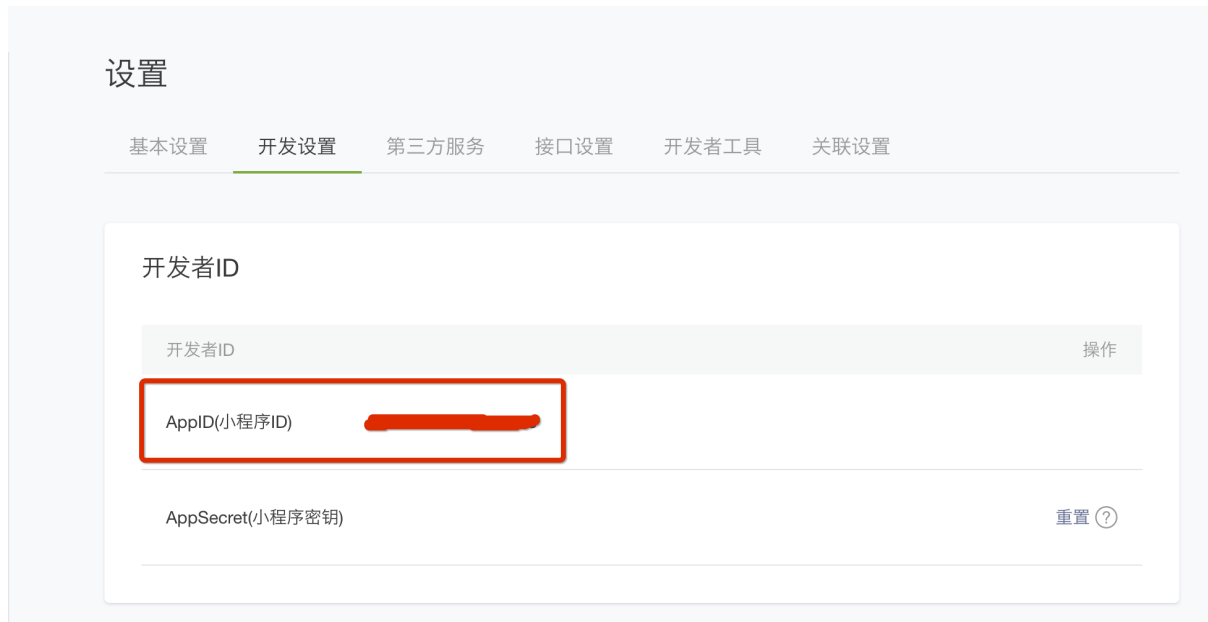 设置
基本设置 开发设置 第三方服务 接口设置 开发者工具 关联设置
开发者ID
开发者ID 操作
AppID(小程序ID)
AppSecret(小程序密钥) 重置 ?